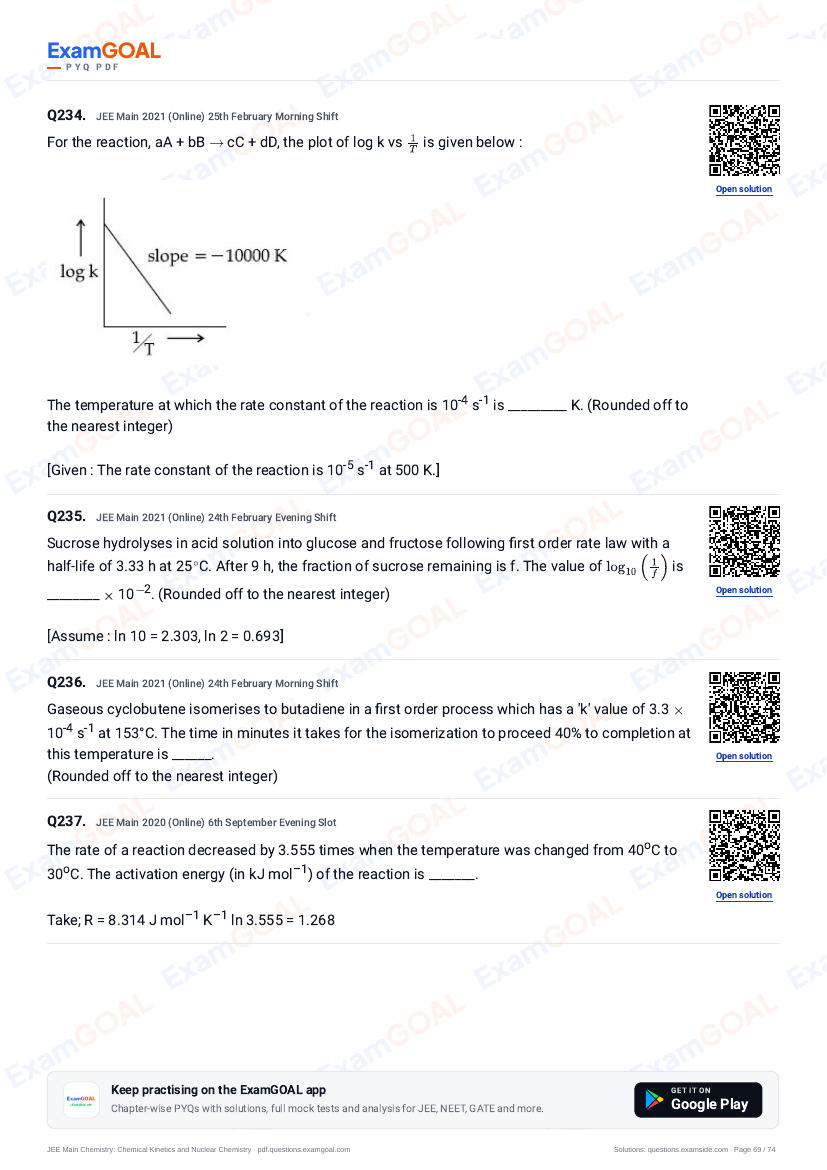 ExamGOAL
PYQ PDF
Q234. JEE Main 2021 (Online) 25th February Morning Shift
For the reaction, aA + bB → cC + dD, the plot of log k vs 1/T is given below :
Open solution
slope = −10000 K
log k
1/T
The temperature at which the rate constant of the reaction is 10⁻⁴ s⁻¹ is _________ K. (Rounded off to
the nearest integer)
[Given : The rate constant of the reaction is 10⁻⁵ s⁻¹ at 500 K.]
Q235. JEE Main 2021 (Online) 24th February Evening Shift
Sucrose hydrolyses in acid solution into glucose and fructose following first order rate law with a
half-life of 3.33 h at 25°C. After 9 h, the fraction of sucrose remaining is f. The value of log₁₀ (1/f) is
________ × 10⁻². (Rounded off to the nearest integer)
Open solution
[Assume : ln 10 = 2.303, ln 2 = 0.693]
Q236. JEE Main 2021 (Online) 24th February Morning Shift
Gaseous cyclobutene isomerises to butadiene in a first order process which has a 'k' value of 3.3 ×
10⁻⁴ s⁻¹ at 153°C. The time in minutes it takes for the isomerization to proceed 40% to completion at
this temperature is ______.
Open solution
(Rounded off to the nearest integer)
Q237. JEE Main 2020 (Online) 6th September Evening Slot
The rate of a reaction decreased by 3.555 times when the temperature was changed from 40°C to
30°C. The activation energy (in kJ mol⁻¹) of the reaction is _______.
Open solution
Take; R = 8.314 J mol⁻¹ K⁻¹ ln 3.555 = 1.268
Keep practising on the ExamGOAL app
Chapter-wise PYQs with solutions, full mock tests and analysis for JEE, NEET, GATE and more.
GET IT ON
Google Play
JEE Main Chemistry: Chemical Kinetics and Nuclear Chemistry · pdf.questions.examgoal.com
Solutions: questions.examside.com · Page 69 / 74